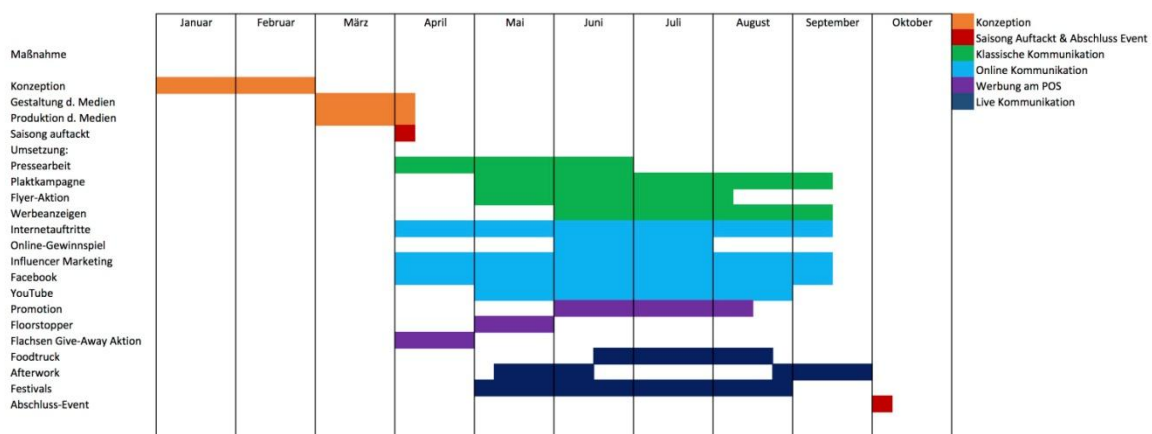 Januar Februar März April Mai Juni Juli August September Oktober
Konzeption
Saisong Auftackt & Abschluss Event
Klassische Kommunikation
Online Kommunikation
Werbung am POS
Live Kommunikation
Maßnahme
Konzeption
Gestaltung d. Medien
Produktion d. Medien
Saisong auftackt
Umsetzung:
Pressearbeit
Plaktkampagne
Flyer-Aktion
Werbeanzeigen
Internetauftritte
Online-Gewinnspiel
Influencer Marketing
Facebook
YouTube
Promotion
Floorstopper
Flachsen Give-Away Aktion
Foodtruck
Afterwork
Festivals
Abschluss-Event